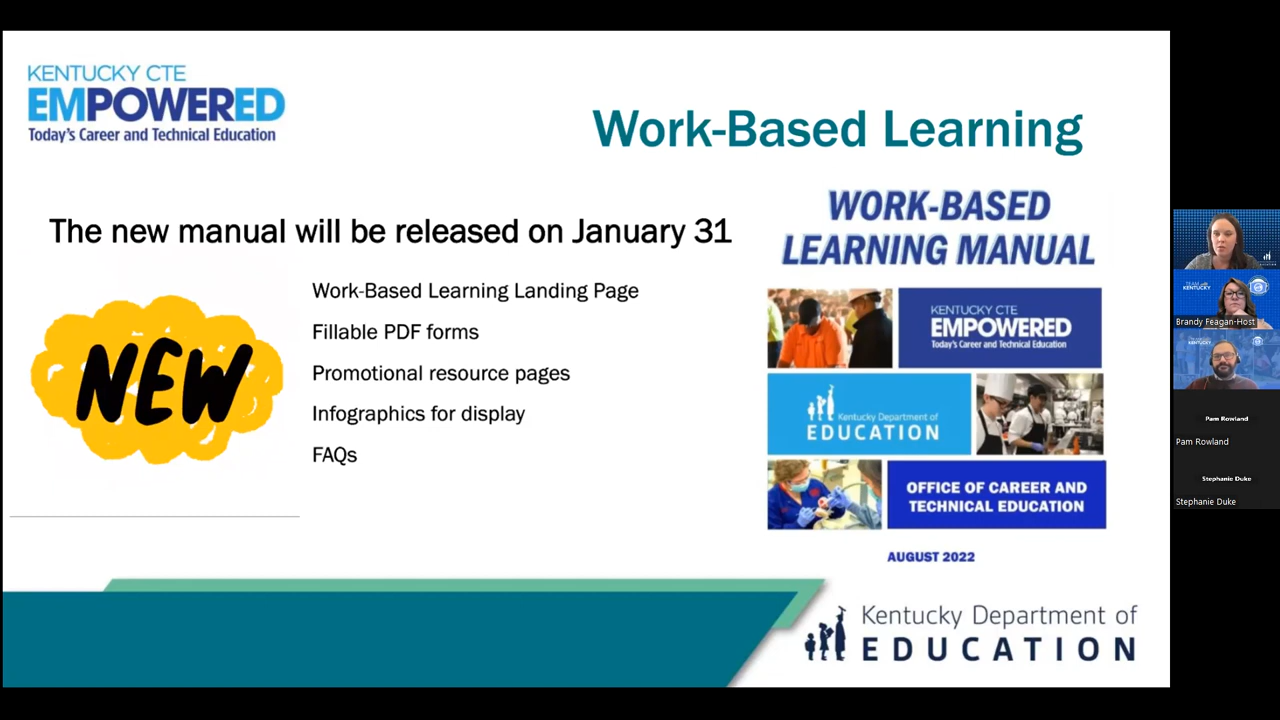 KENTUCKY CTE
EMPOWERED
Today's Career and Technical Education
Work-Based Learning
The new manual will be released on January 31
NEW
Work-Based Learning Landing Page
Fillable PDF forms
Promotional resource pages
Infographics for display
FAQs
WORK-BASED
LEARNING MANUAL
KENTUCKY CTE
EMPOWERED
Today's Career and Technical Education
Kentucky Department of
EDUCATION
OFFICE OF CAREER AND
TECHNICAL EDUCATION
AUGUST 2022
Kentucky Department of
EDUCATION
Brandy Feagan-Host
Pam Rowland
Pam Rowland
Stephanie Duke
Stephanie Duke